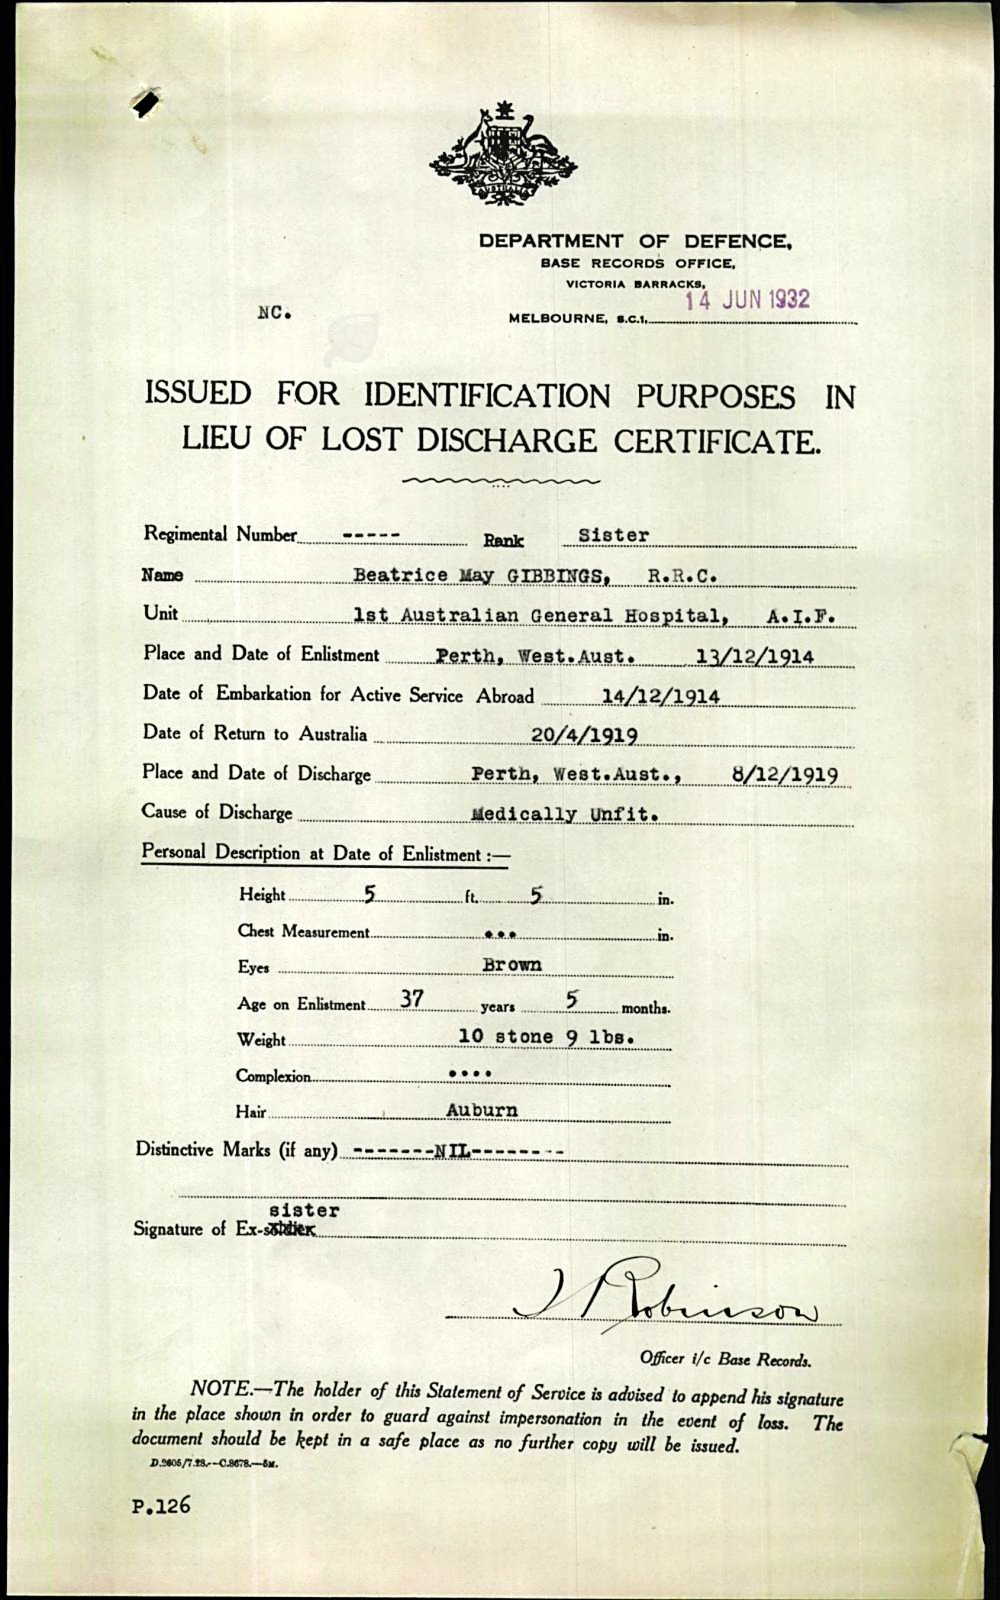 AUSTRALIA
DEPARTMENT OF DEFENCE,
BASE RECORDS OFFICE,
VICTORIA BARRACKS,
14 JUN 1932
NC.
MELBOURNE, S.C.1.
ISSUED FOR IDENTIFICATION PURPOSES IN
LIEU OF LOST DISCHARGE CERTIFICATE.
Regimental Number ----- Rank Sister
Name Beatrice May GIBBINGS, R.R.C.
Unit 1st Australian General Hospital, A.I.F.
Place and Date of Enlistment Perth, West.Aust. 13/12/1914
Date of Embarkation for Active Service Abroad 14/12/1914
Date of Return to Australia 20/4/1919
Place and Date of Discharge Perth, West.Aust., 8/12/1919
Cause of Discharge Medically Unfit.
Personal Description at Date of Enlistment :—
Height 5 ft. 5 in.
Chest Measurement ... in.
Eyes Brown
Age on Enlistment 37 years 5 months.
Weight 10 stone 9 lbs.
Complexion ....
Hair Auburn
Distinctive Marks (if any) -------NIL--------
sister
Signature of Ex-soldier
J Robinson
Officer i/c Base Records.
NOTE.—The holder of this Statement of Service is advised to append his signature
in the place shown in order to guard against impersonation in the event of loss. The
document should be kept in a safe place as no further copy will be issued.
D.2605/7.28.—C.8678.—5M.
P.126